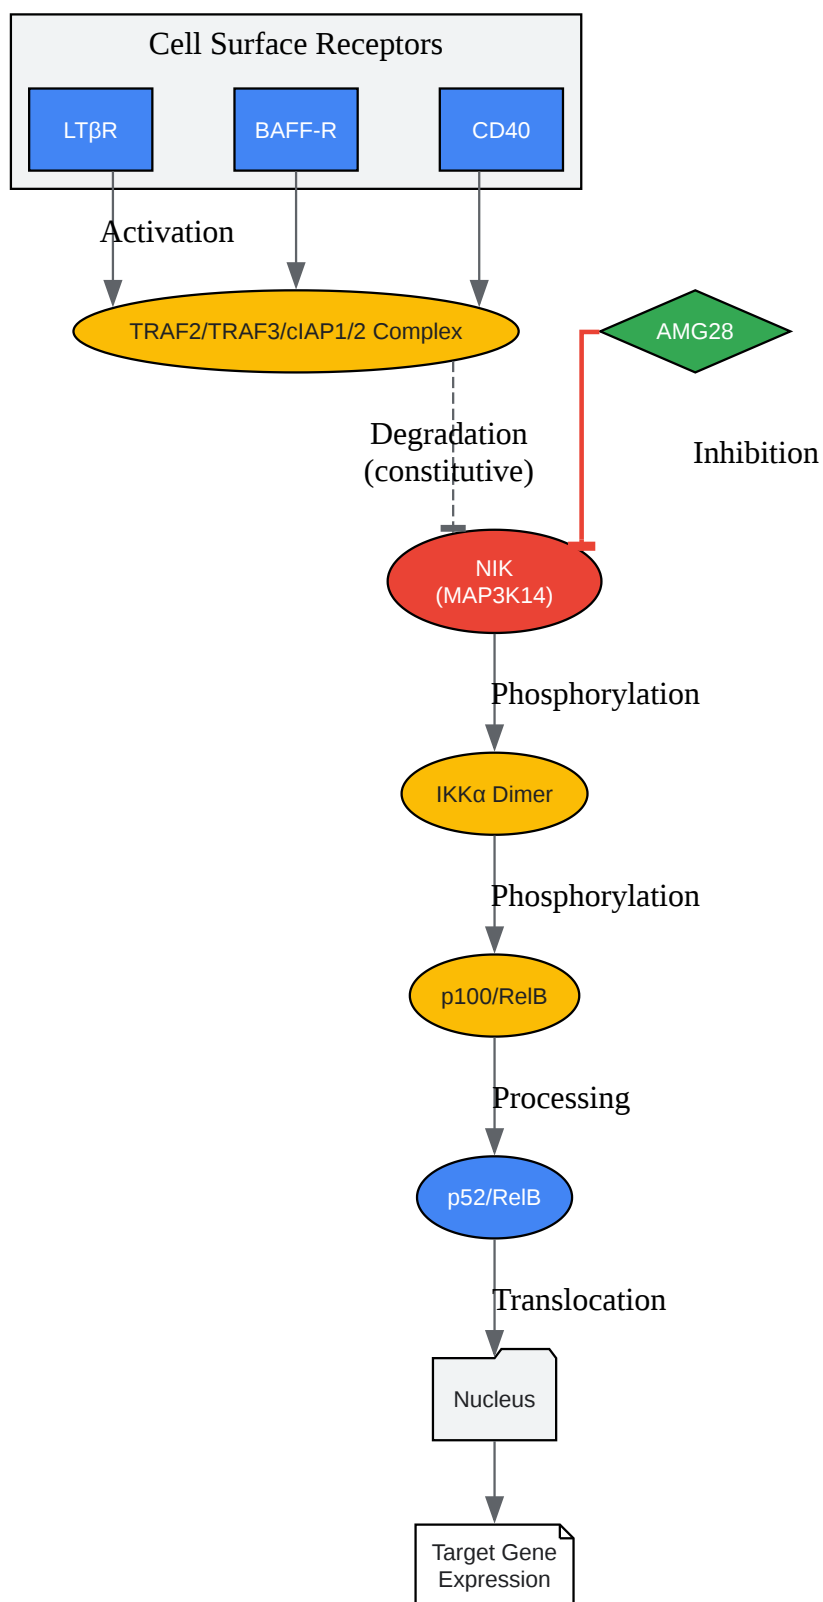 Cell Surface Receptors
LTβR
BAFF-R
CD40
Activation
TRAF2/TRAF3/cIAP1/2 Complex
AMG28
Degradation
(constitutive)
Inhibition
NIK
(MAP3K14)
Phosphorylation
IKKα Dimer
Phosphorylation
p100/RelB
Processing
p52/RelB
Translocation
Nucleus
Target Gene
Expression